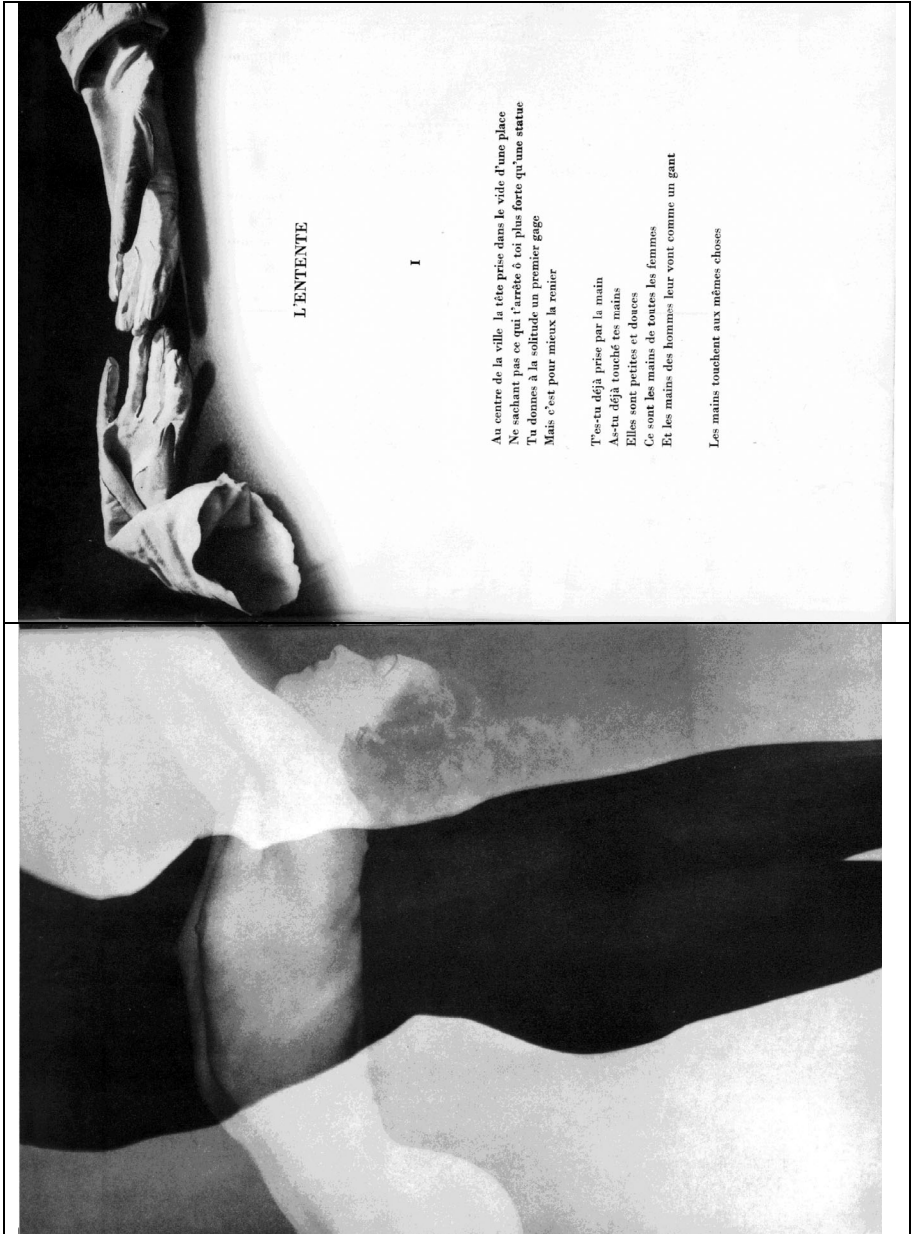 L'ENTENTE
I
Au centre de la ville la tête prise dans le vide d'une place
Ne sachant pas ce qui t'arrête ô toi plus forte qu'une statue
Tu donnes à la solitude un premier gage
Mais c'est pour mieux la renier
T'es-tu déjà prise par la main
As-tu déjà touché tes mains
Elles sont petites et douces
Ce sont les mains de toutes les femmes
Et les mains des hommes leur vont comme un gant
Les mains touchent aux mêmes choses